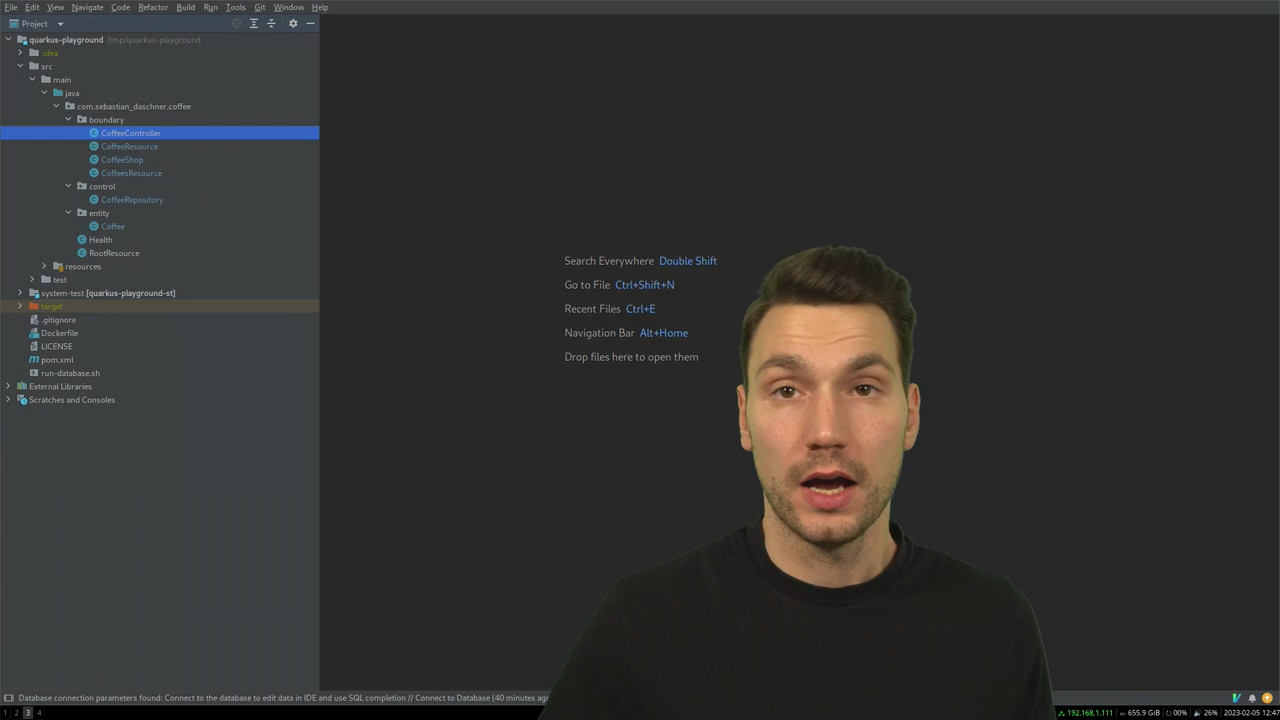 File Edit View Navigate Code Refactor Build Run Tools Git Window Help
Project
quarkus-playground /tmp/quarkus-playground
.idea
src
main
java
com.sebastian_daschner.coffee
boundary
CoffeeController
CoffeeResource
CoffeeShop
CoffeesResource
control
CoffeeRepository
entity
Coffee
Health
RootResource
resources
test
system-test [quarkus-playground-st]
target
.gitignore
Dockerfile
LICENSE
pom.xml
run-database.sh
External Libraries
Scratches and Consoles
Search Everywhere Double Shift
Go to File Ctrl+Shift+N
Recent Files Ctrl+E
Navigation Bar Alt+Home
Drop files here to open them
Database connection parameters found: Connect to the database to edit data in IDE and use SQL completion // Connect to Database (40 minutes ago
1 2 3 4 192.168.1.111 655.9 GiB 00% 26% 2023-02-05 12:47